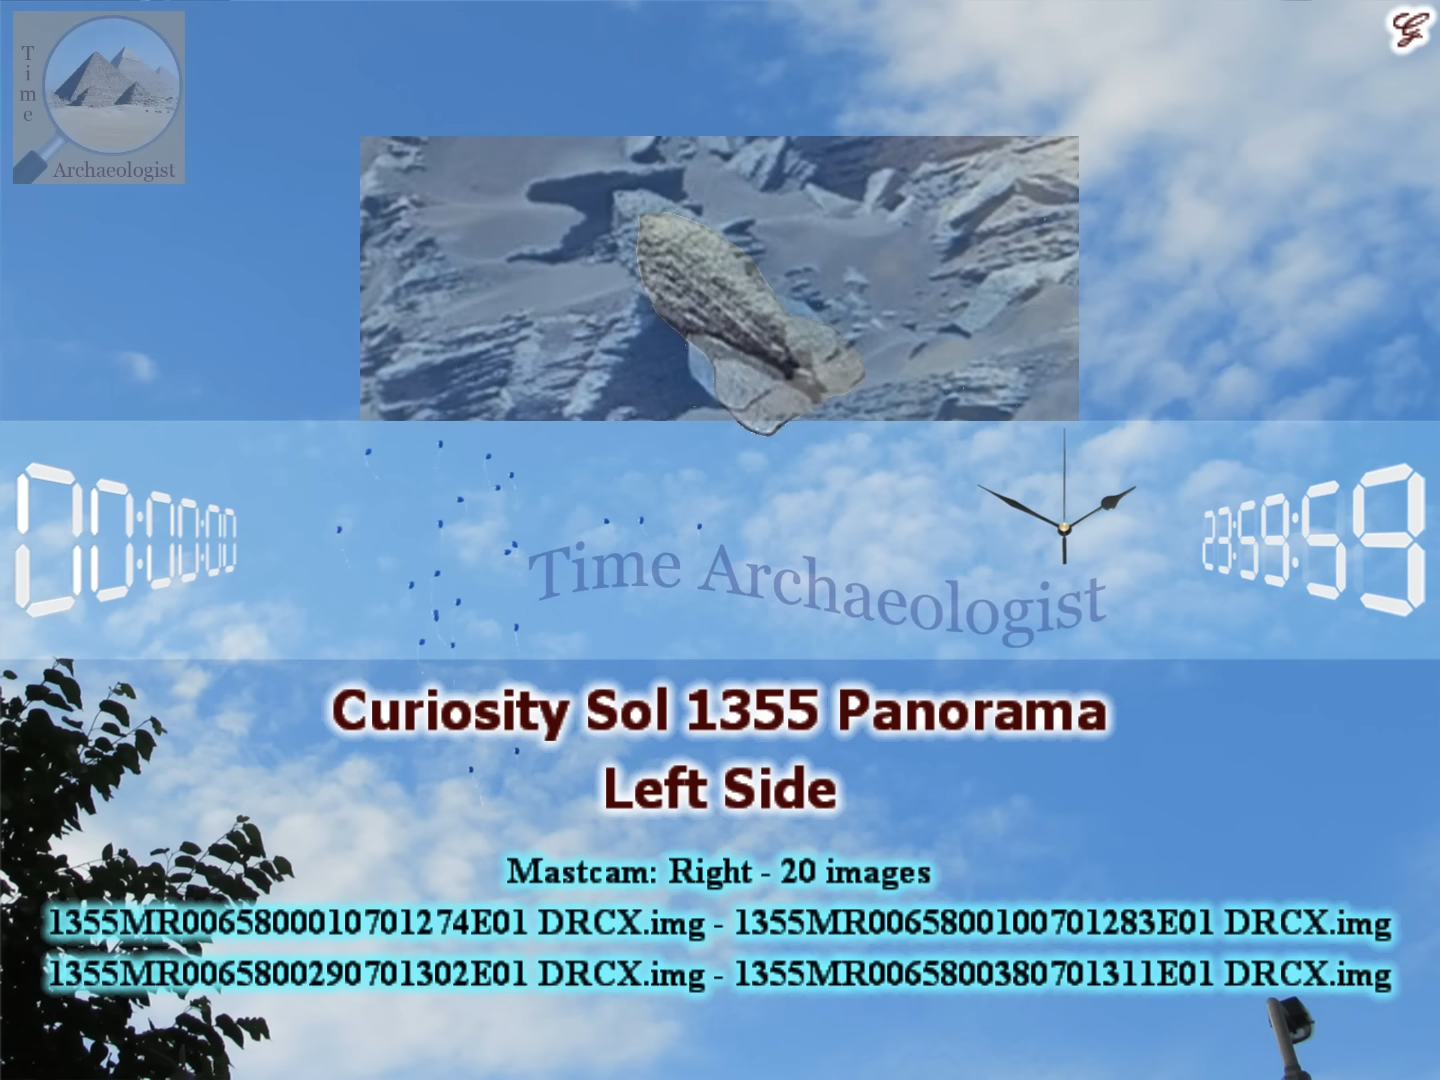 Time
Archaeologist
G
00:00:00
23:59:59
Time Archaeologist
Curiosity Sol 1355 Panorama
Left Side
Mastcam: Right - 20 images
1355MR0065800010701274E01 DRCX.img - 1355MR0065800100701283E01 DRCX.img
1355MR0065800290701302E01 DRCX.img - 1355MR0065800380701311E01 DRCX.img